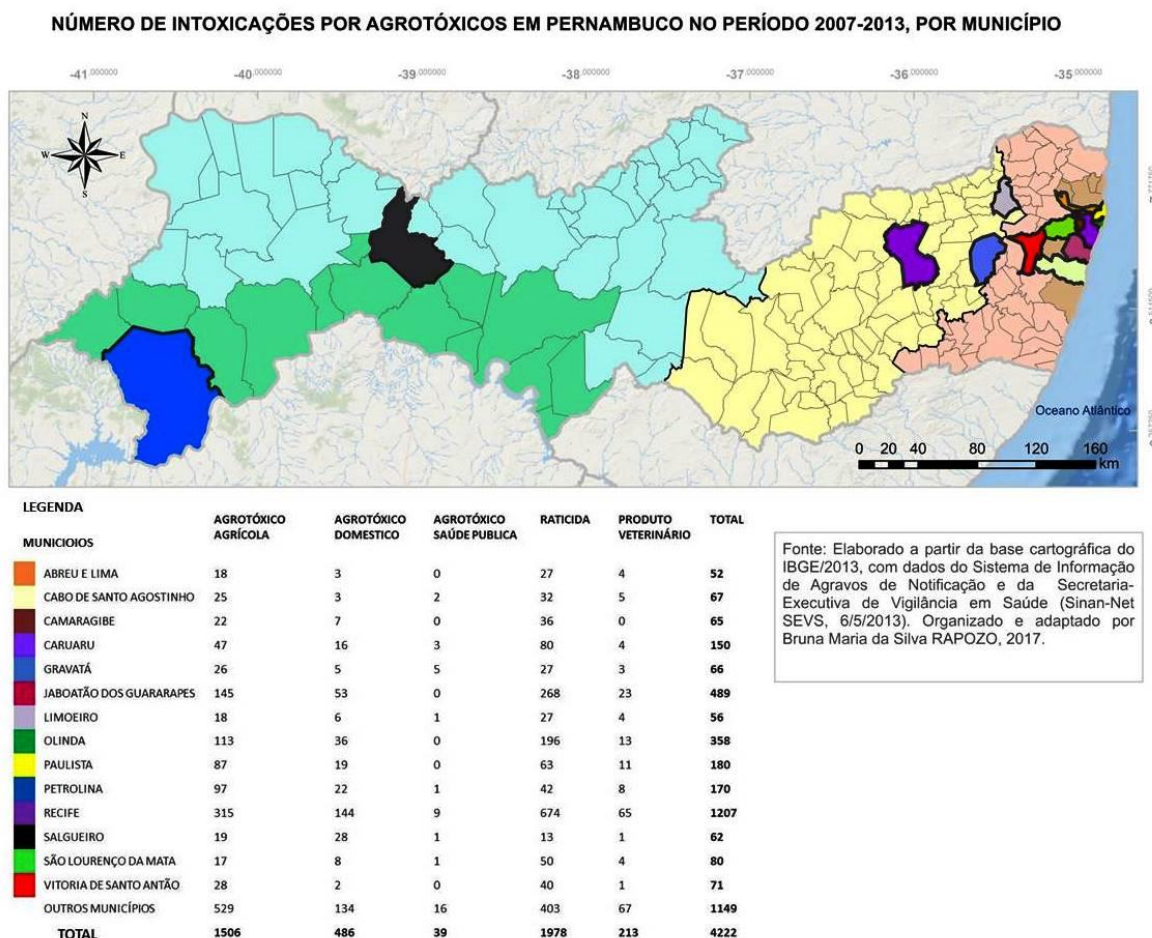 NÚMERO DE INTOXICAÇÕES POR AGROTÓXICOS EM PERNAMBUCO NO PERÍODO 2007-2013, POR MUNICÍPIO
-41,000000 -40,000000 -39,000000 -38,000000 -37,000000 -36,000000 -35,000000
N
W E
S
Oceano Atlântico
0 20 40 80 120 160
km
LEGENDA
MUNICIOIOS AGROTÓXICO AGRÍCOLA AGROTÓXICO DOMESTICO AGROTÓXICO SAÚDE PUBLICA RATICIDA PRODUTO VETERINÁRIO TOTAL
ABREU E LIMA 18 3 0 27 4 52
CABO DE SANTO AGOSTINHO 25 3 2 32 5 67
CAMARAGIBE 22 7 0 36 0 65
CARUARU 47 16 3 80 4 150
GRAVATÁ 26 5 5 27 3 66
JABOATÃO DOS GUARARAPES 145 53 0 268 23 489
LIMOEIRO 18 6 1 27 4 56
OLINDA 113 36 0 196 13 358
PAULISTA 87 19 0 63 11 180
PETROLINA 97 22 1 42 8 170
RECIFE 315 144 9 674 65 1207
SALGUEIRO 19 28 1 13 1 62
SÃO LOURENÇO DA MATA 17 8 1 50 4 80
VITORIA DE SANTO ANTÃO 28 2 0 40 1 71
OUTROS MUNICÍPIOS 529 134 16 403 67 1149
TOTAL 1506 486 39 1978 213 4222
Fonte: Elaborado a partir da base cartográfica do
IBGE/2013, com dados do Sistema de Informação
de Agravos de Notificação e da Secretaria-
Executiva de Vigilância em Saúde (Sinan-Net
SEVS, 6/5/2013). Organizado e adaptado por
Bruna Maria da Silva RAPOZO, 2017.